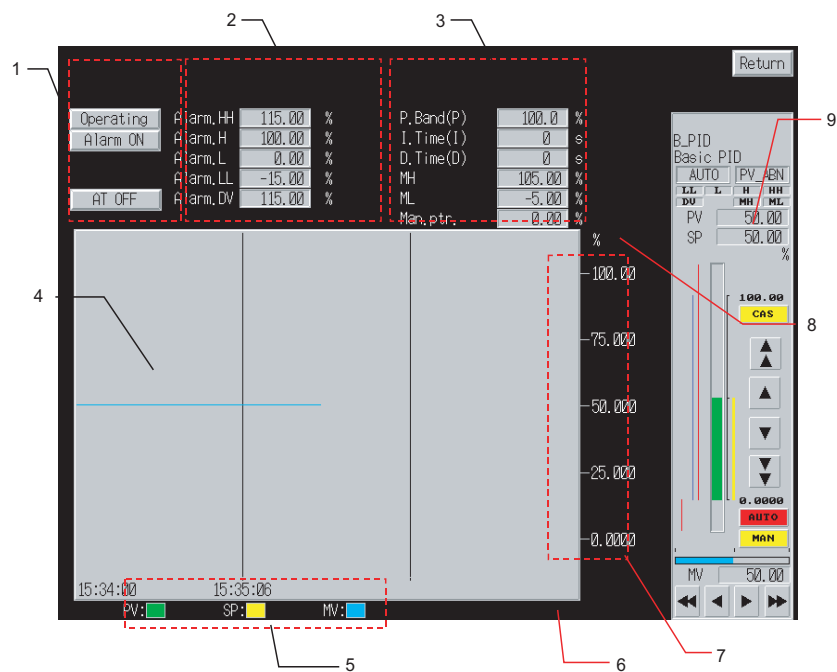 2
3
1
Return
Operating
Alarm ON
AT OFF
Alarm.HH 115.00 %
Alarm.H 100.00 %
Alarm.L 0.00 %
Alarm.LL -15.00 %
Alarm.DV 115.00 %
P.Band(P) 100.0 %
I.Time(I) 0 s
D.Time(D) 0 s
MH 105.00 %
ML -5.00 %
Man.ptr. 0.00 %
9
B_PID
Basic PID
AUTO PV_ABN
LL L H HH
DV MH ML
PV 50.00
SP 50.00
%
%
100.00
75.000
50.000
25.000
0.0000
4
8
100.00
CAS
0.0000
AUTO
MAN
MV 50.00
15:34:00 15:35:06
PV: SP: MV:
5
6
7